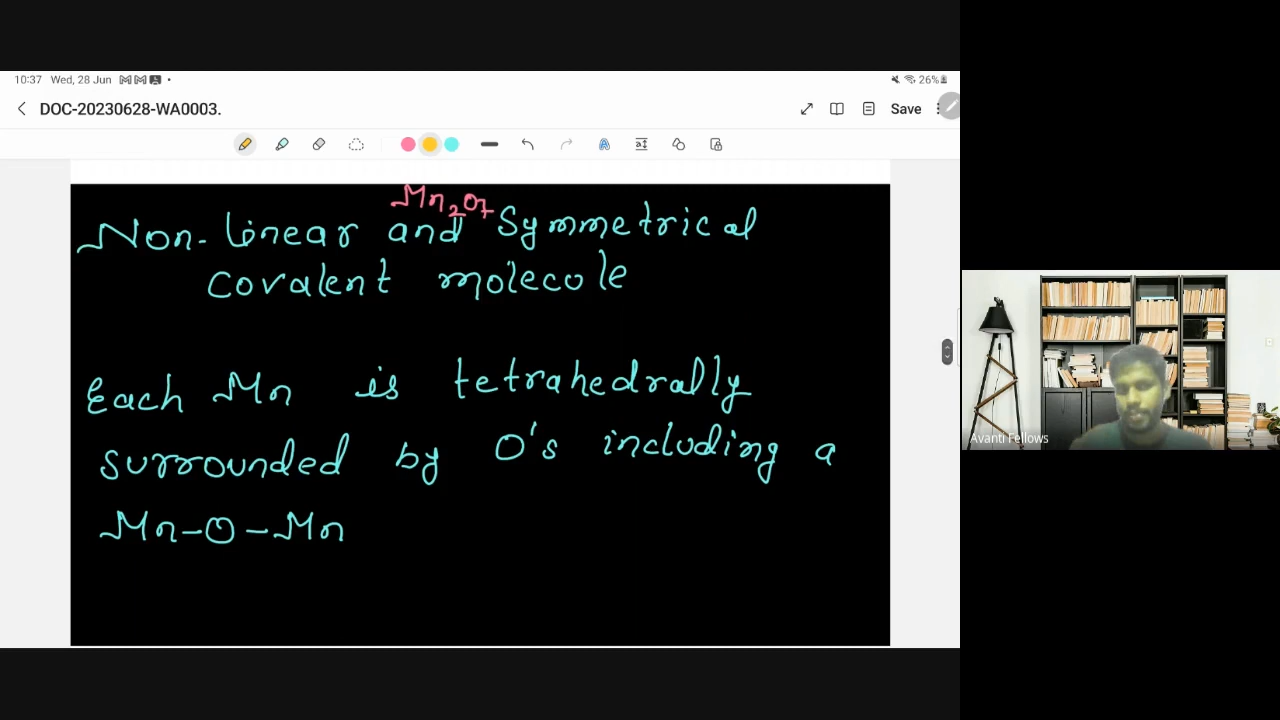 10:37 Wed, 28 Jun
26%
DOC-20230628-WA0003.
Save
Mn2O7
Non-linear and Symmetrical
covalent molecole
Each Mn is tetrahedrally
surrounded by O's including a
Mn-O-Mn
Avanti Fellows